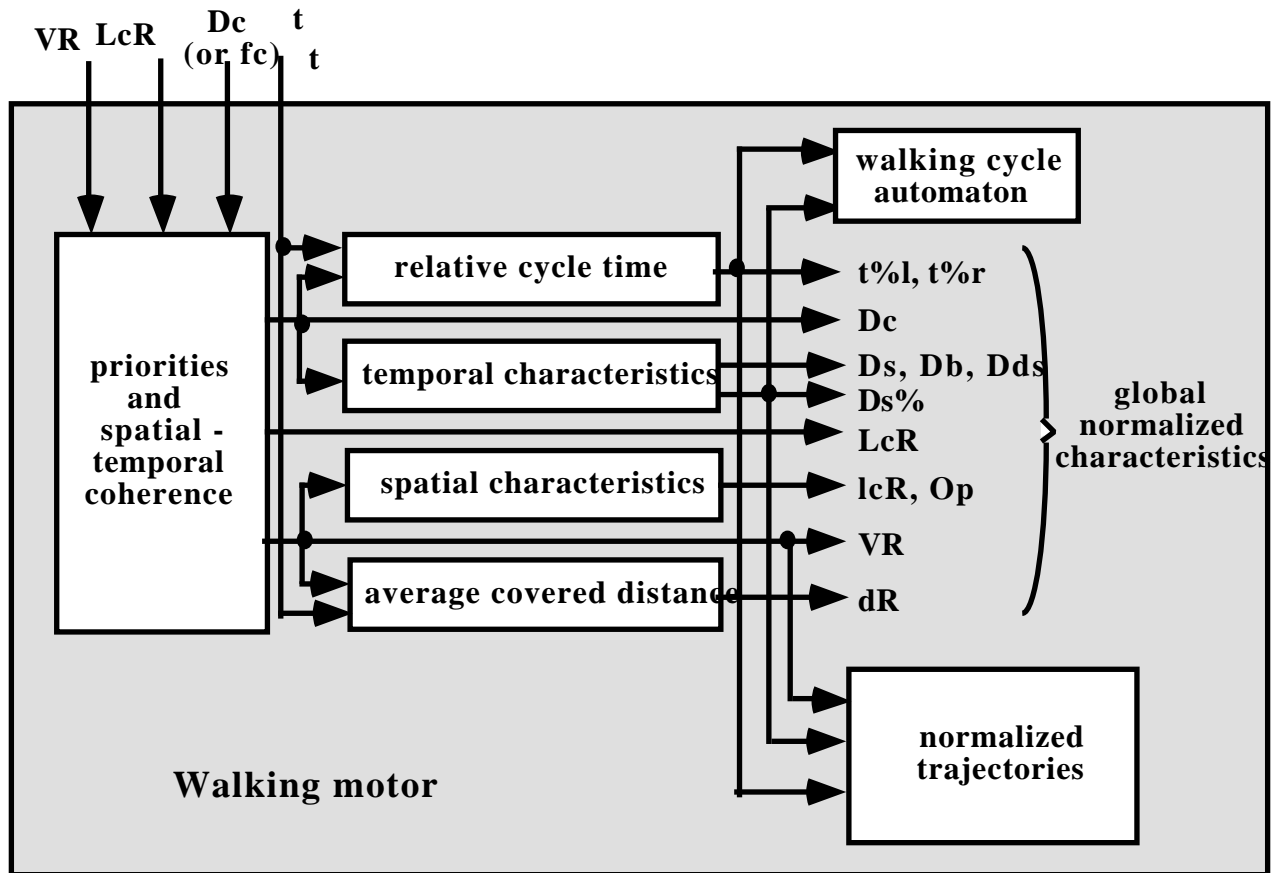 VR LcR Dc t
(or fc) t
walking cycle
automaton
relative cycle time
t%l, t%r
Dc
priorities
and
spatial -
temporal
coherence
temporal characteristics
Ds, Db, Dds
Ds%
LcR
global
normalized
characteristics
spatial characteristics
lcR, Op
VR
average covered distance
dR
normalized
trajectories
Walking motor